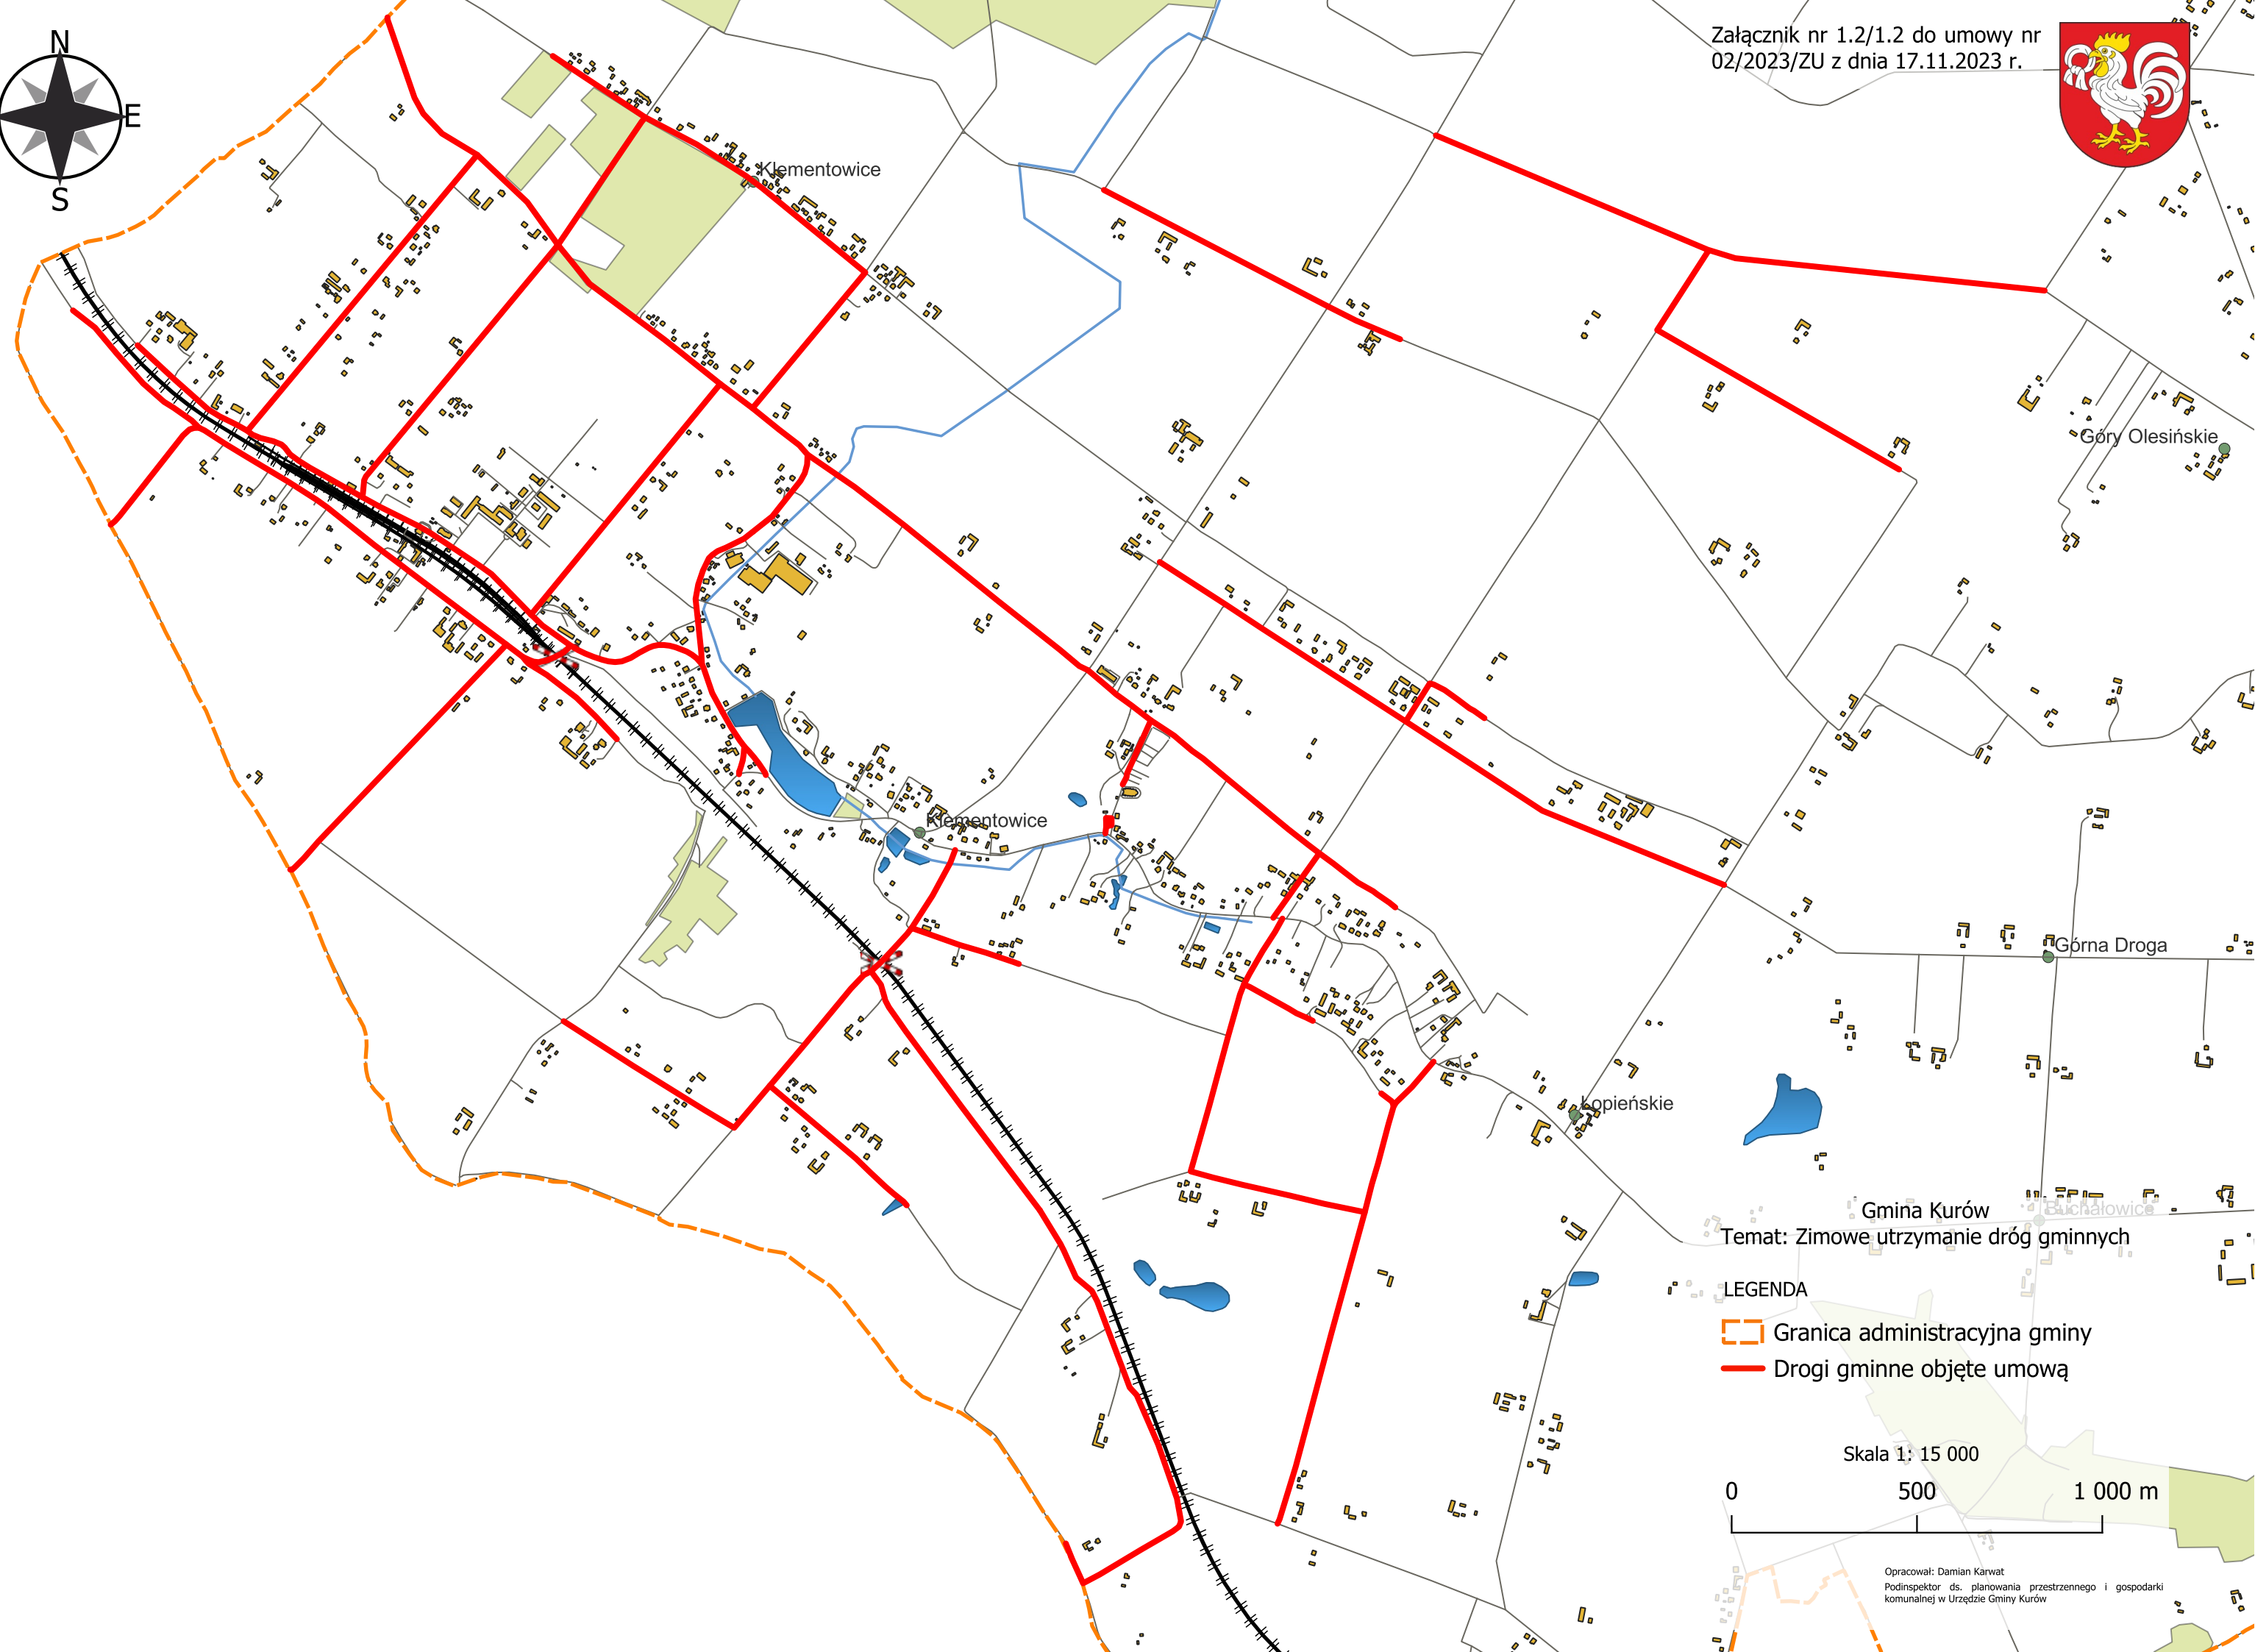 Załącznik nr 1.2/1.2 do umowy nr
02/2023/ZU z dnia 17.11.2023 r.
N
E
S
Klementowice
Góry Olesińskie
Klementowice
Górna Droga
Łopieńskie
Buchałowice
Gmina Kurów
Temat: Zimowe utrzymanie dróg gminnych
LEGENDA
Granica administracyjna gminy
Drogi gminne objęte umową
Skala 1: 15 000
0 500 1 000 m
Opracował: Damian Karwat
Podinspektor ds. planowania przestrzennego i gospodarki
komunalnej w Urzędzie Gminy Kurów